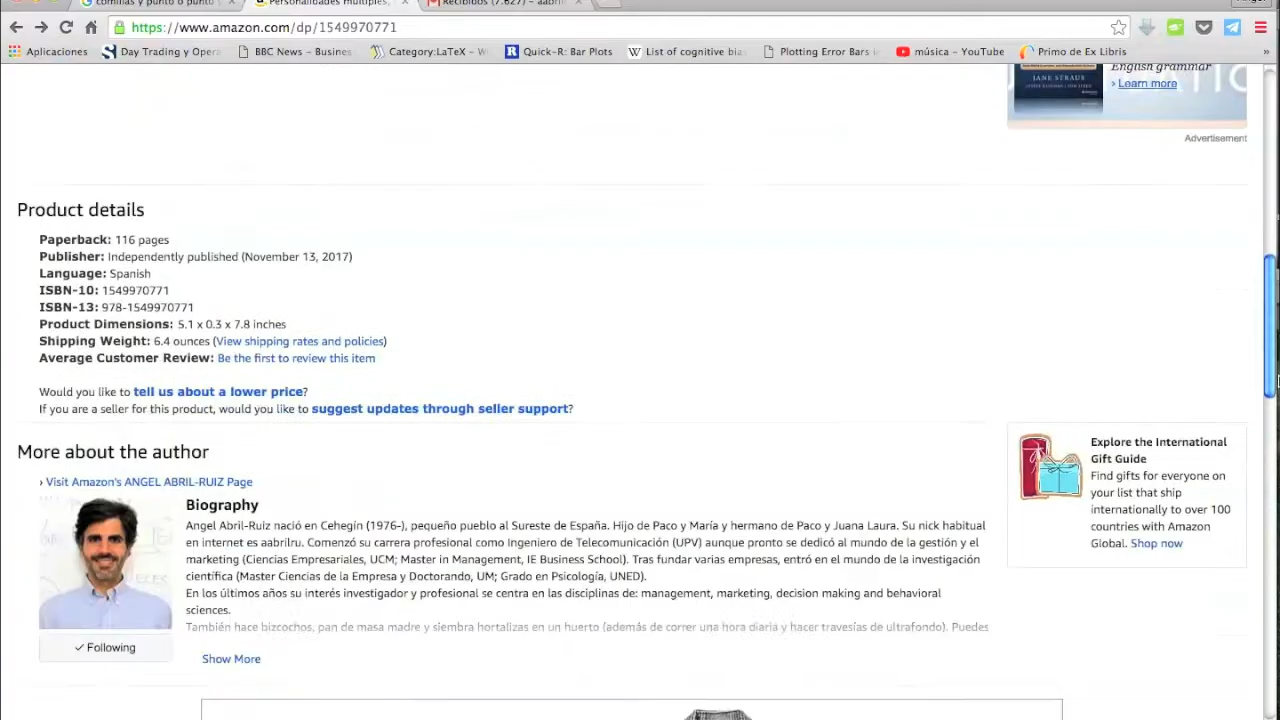 comillas y punto o punto y
Personalidades múltiples,
Recibidos (7.627) - aabril
https://www.amazon.com/dp/1549970771
Aplicaciones
Day Trading y Opera
BBC News – Busines
Category:LaTeX – W
Quick-R: Bar Plots
List of cognitive bias
Plotting Error Bars i
música – YouTube
Primo de Ex Libris
»
JANE STRAUS
English grammar
› Learn more
Advertisement
Product details
Paperback: 116 pages
Publisher: Independently published (November 13, 2017)
Language: Spanish
ISBN-10: 1549970771
ISBN-13: 978-1549970771
Product Dimensions: 5.1 x 0.3 x 7.8 inches
Shipping Weight: 6.4 ounces (View shipping rates and policies)
Average Customer Review: Be the first to review this item
Would you like to tell us about a lower price?
If you are a seller for this product, would you like to suggest updates through seller support?
More about the author
› Visit Amazon's ANGEL ABRIL-RUIZ Page
Biography
Angel Abril-Ruiz nació en Cehegín (1976-), pequeño pueblo al Sureste de España. Hijo de Paco y María y hermano de Paco y Juana Laura. Su nick habitual
en internet es aabrilru. Comenzó su carrera profesional como Ingeniero de Telecomunicación (UPV) aunque pronto se dedicó al mundo de la gestión y el
marketing (Ciencias Empresariales, UCM; Master in Management, IE Business School). Tras fundar varias empresas, entró en el mundo de la investigación
científica (Master Ciencias de la Empresa y Doctorando, UM; Grado en Psicología, UNED).
En los últimos años su interés investigador y profesional se centra en las disciplinas de: management, marketing, decision making and behavioral
sciences.
También hace bizcochos, pan de masa madre y siembra hortalizas en un huerto (además de correr una hora diaria y hacer travesías de ultrafondo). Puedes
✓ Following
Show More
Explore the International
Gift Guide
Find gifts for everyone on
your list that ship
internationally to over 100
countries with Amazon
Global. Shop now